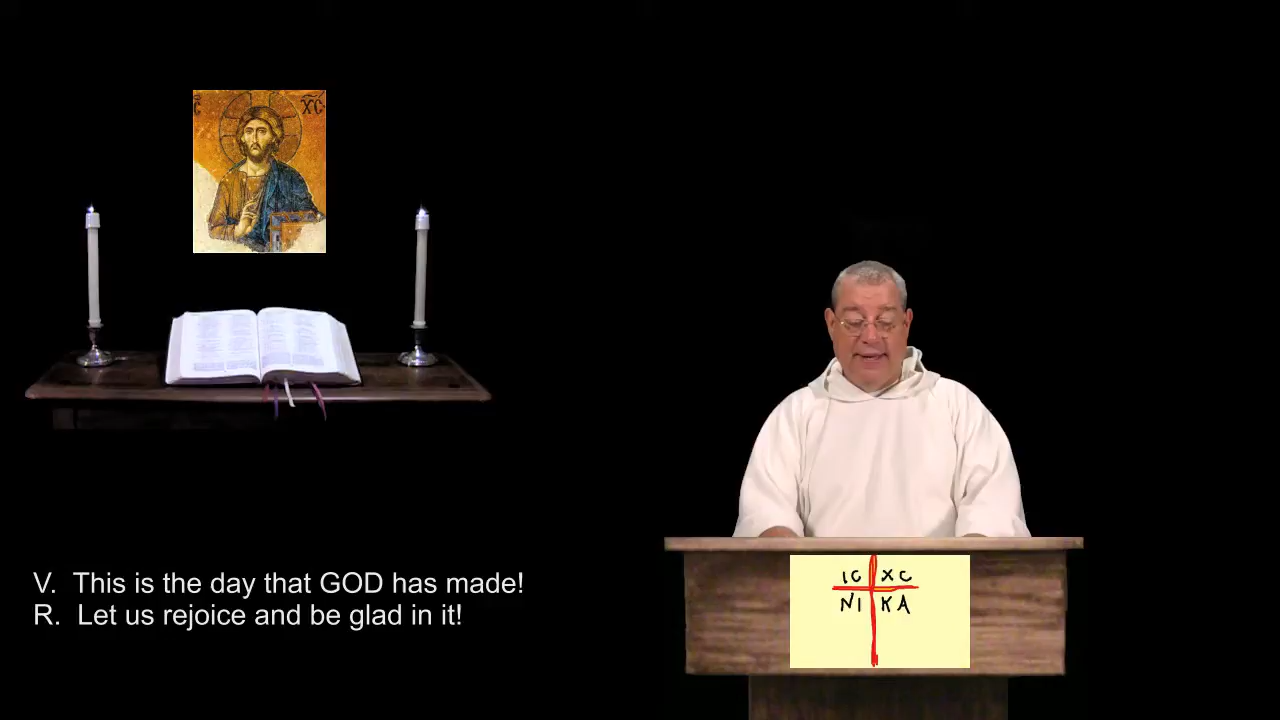 XC
V.  This is the day that GOD has made!
R.  Let us rejoice and be glad in it!
IC XC
NI KA